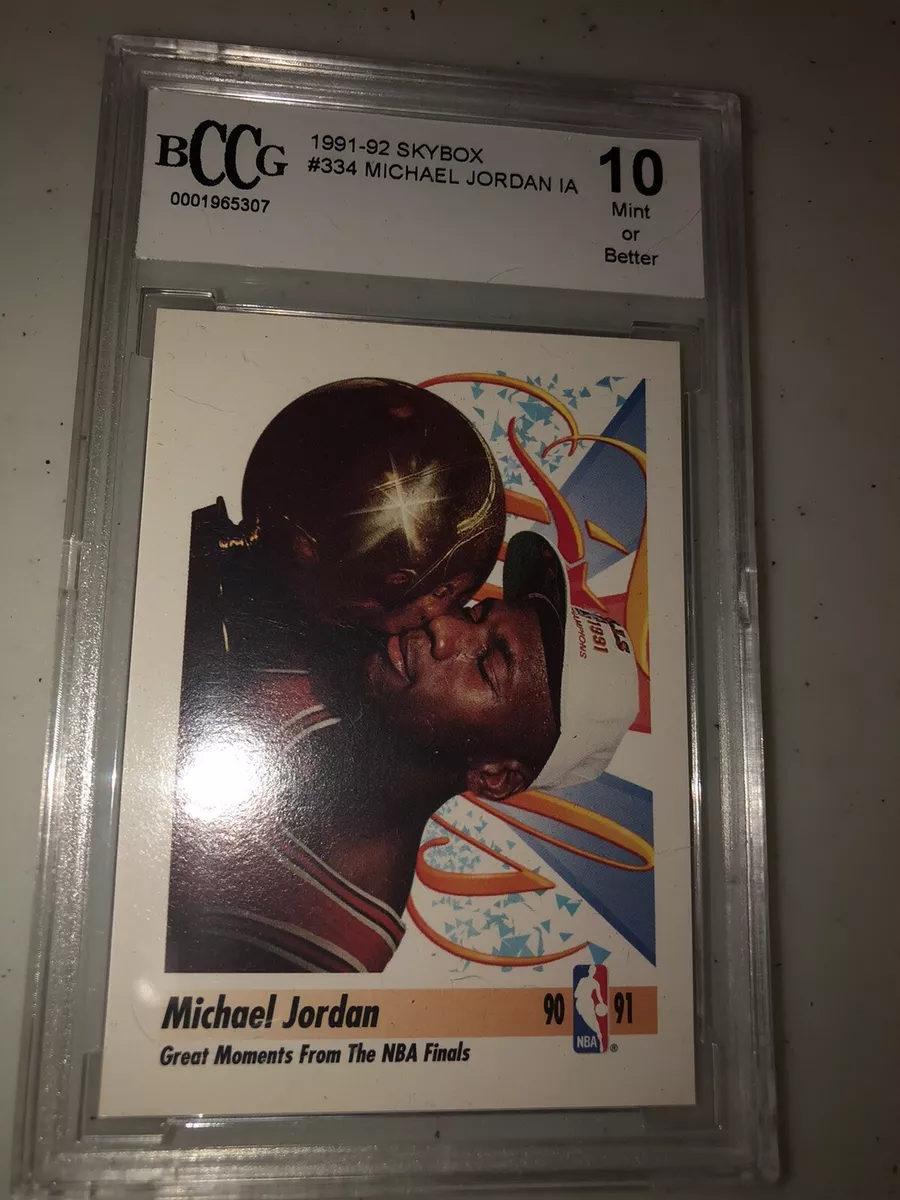 BCCG
0001965307
1991-92 SKYBOX
#334 MICHAEL JORDAN IA
10
Mint
or
Better
1991
Michael Jordan
90 91
NBA
®
Great Moments From The NBA Finals